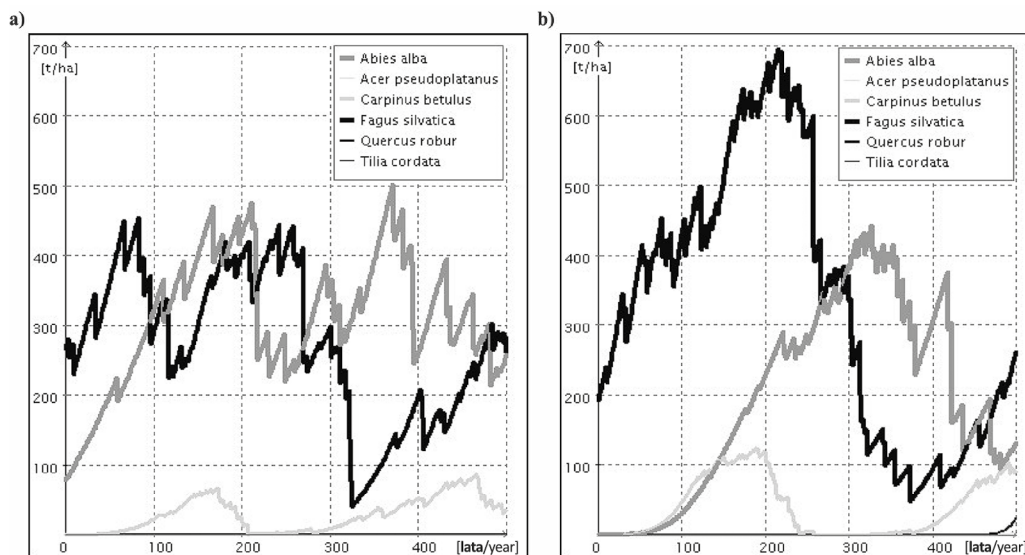 a)
700
[t/ha]
600
500
400
300
200
100
0
100
200
300
400
[lata/year]
Abies alba
Acer pseudoplatanus
Carpinus betulus
Fagus silvatica
Quercus robur
Tilia cordata
b)
700
[t/ha]
600
500
400
300
200
100
0
100
200
300
400
[lata/year]
Abies alba
Acer pseudoplatanus
Carpinus betulus
Fagus silvatica
Quercus robur
Tilia cordata